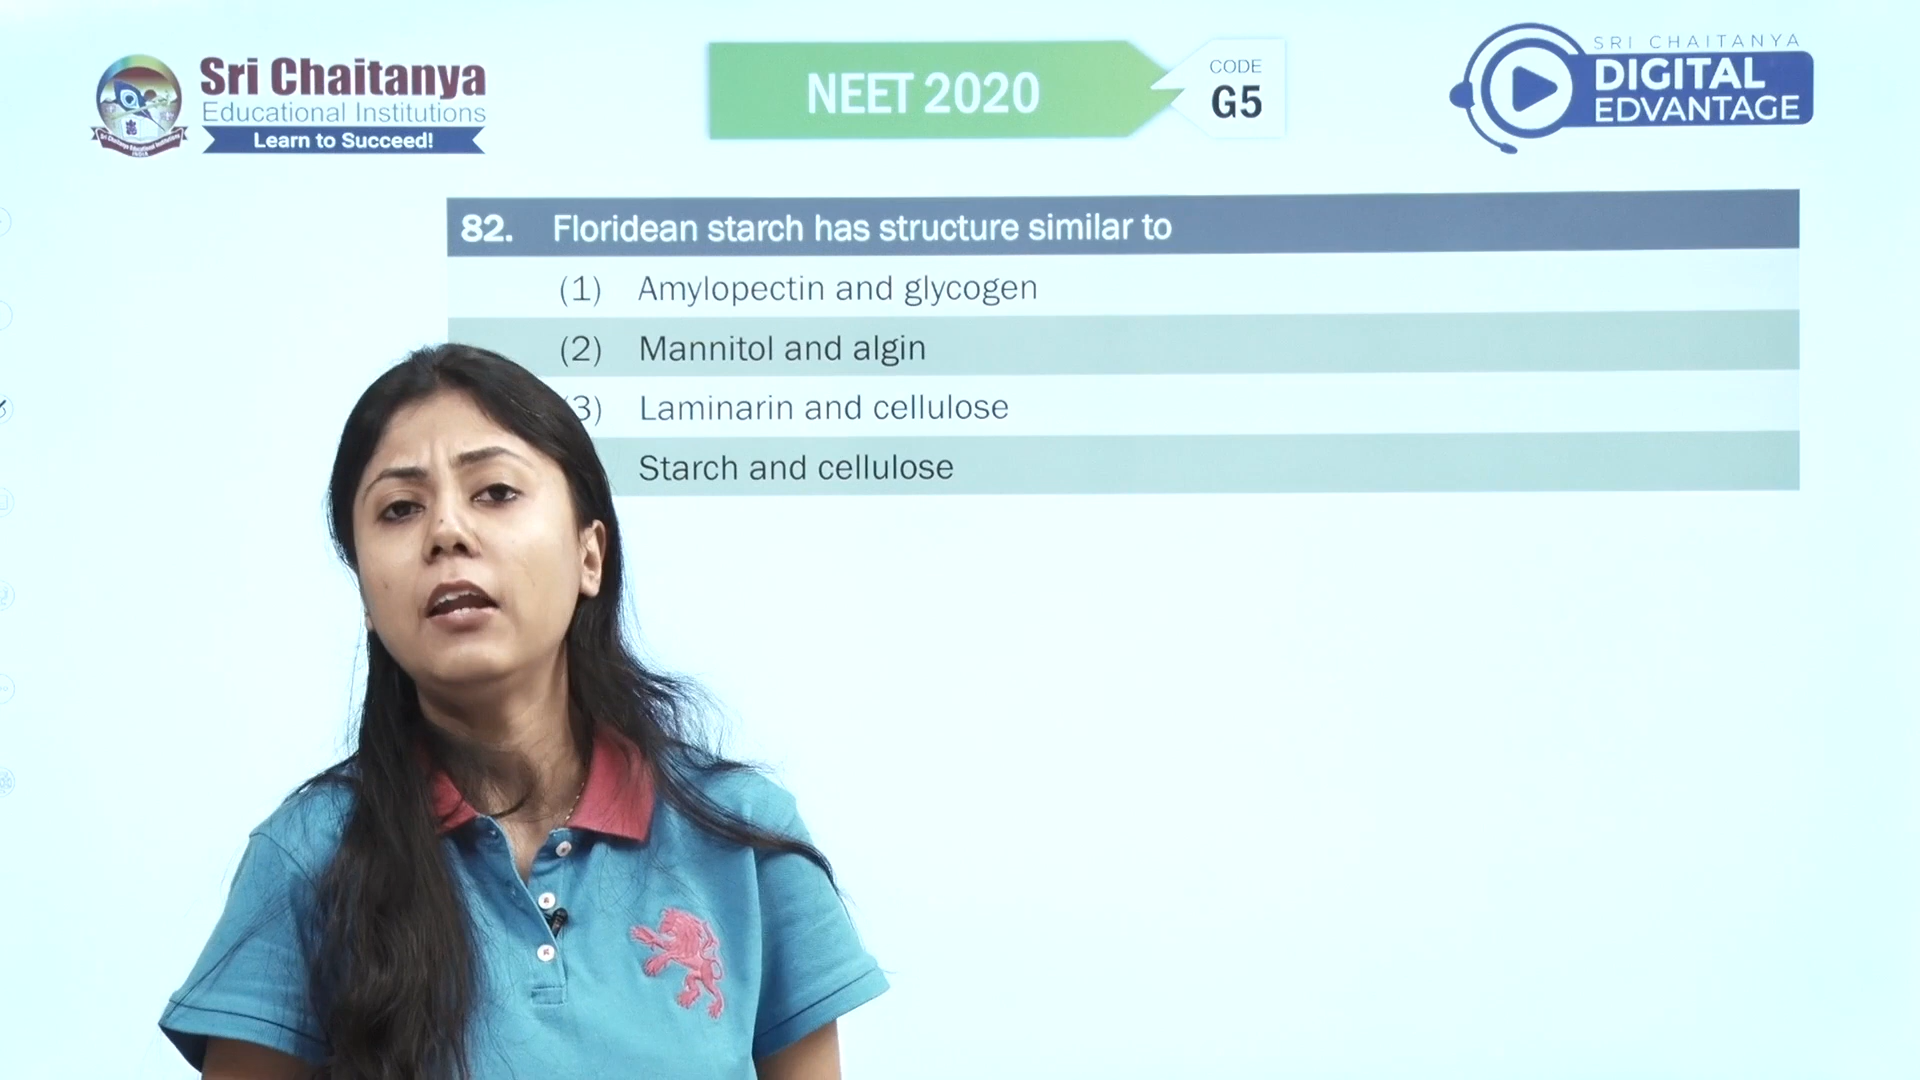 Sri Chaitanya
Educational Institutions
Learn to Succeed!
NEET 2020
CODE
G5
SRI CHAITANYA
DIGITAL
EDVANTAGE
82. Floridean starch has structure similar to
(1) Amylopectin and glycogen
(2) Mannitol and algin
(3) Laminarin and cellulose
Starch and cellulose